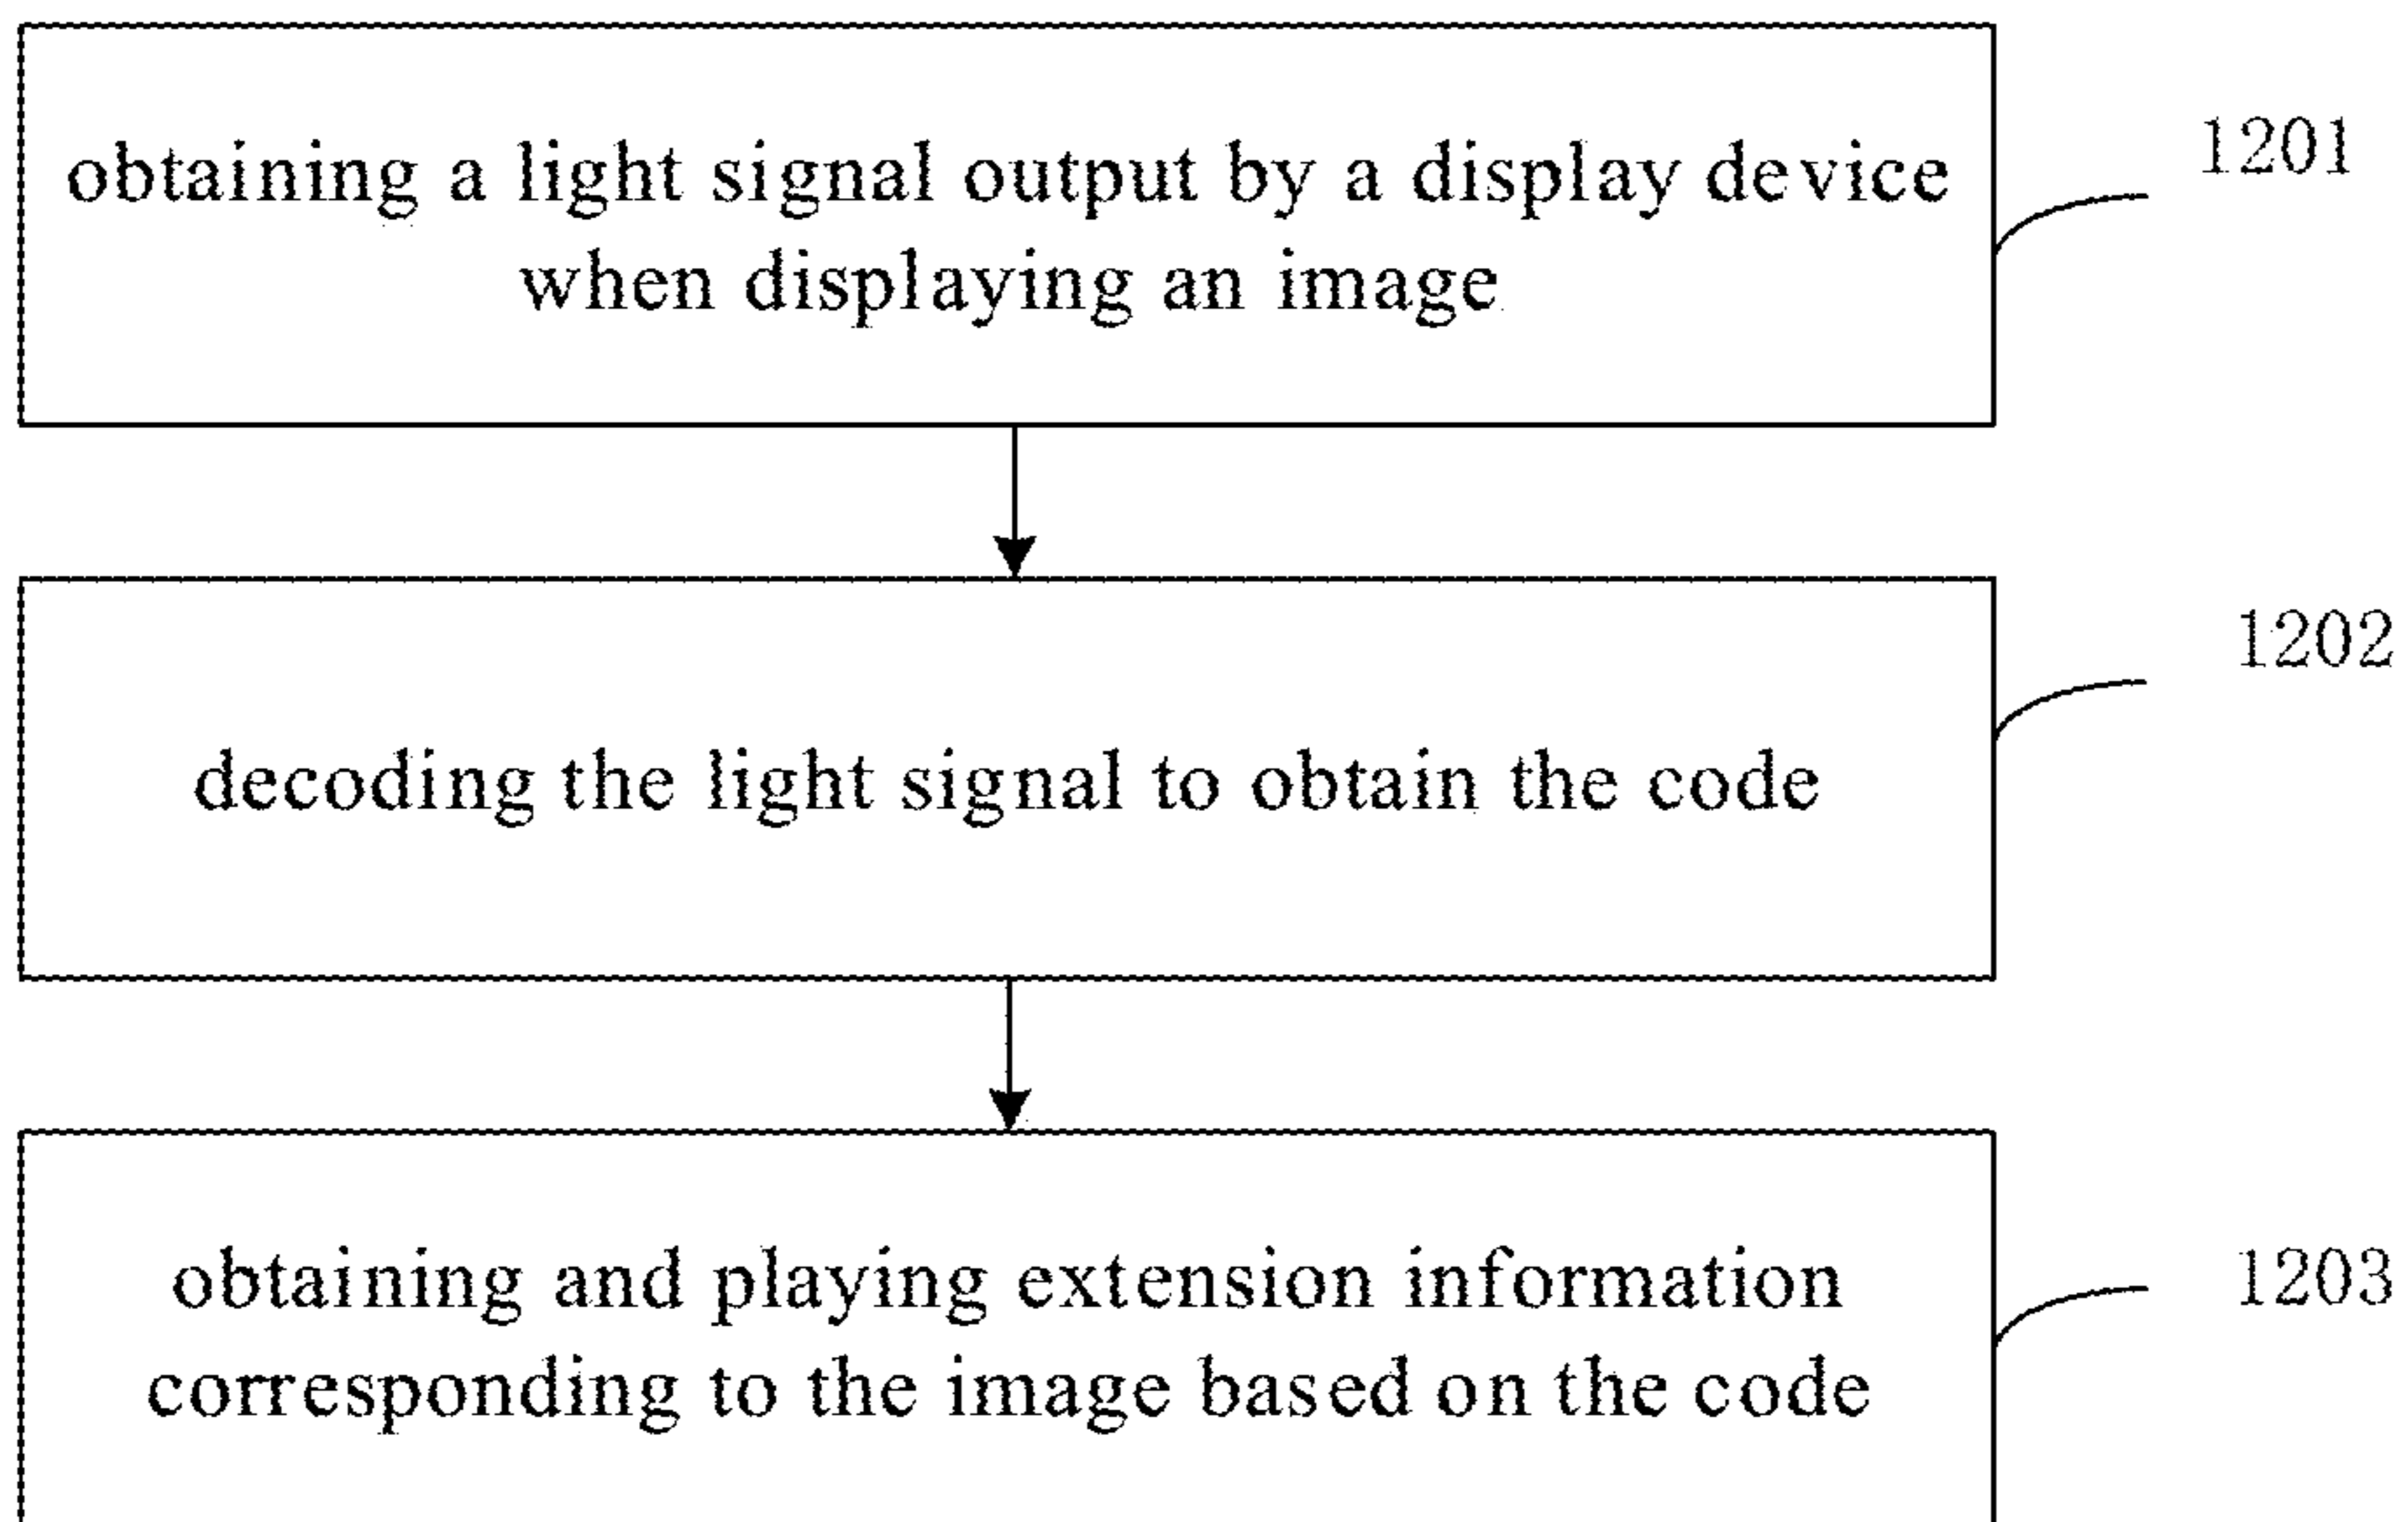 obtaining a light signal output by a display device
when displaying an image
1201
decoding the light signal to obtain the code
1202
obtaining and playing extension information
corresponding to the image based on the code
1203